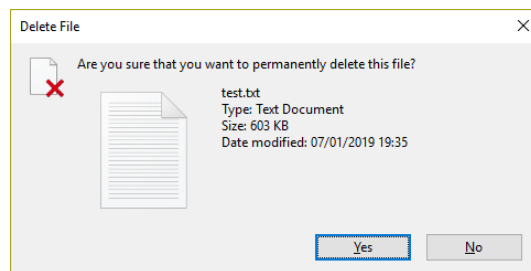 Delete File
Are you sure that you want to permanently delete this file?
test.txt
Type: Text Document
Size: 603 KB
Date modified: 07/01/2019 19:35
Yes
No